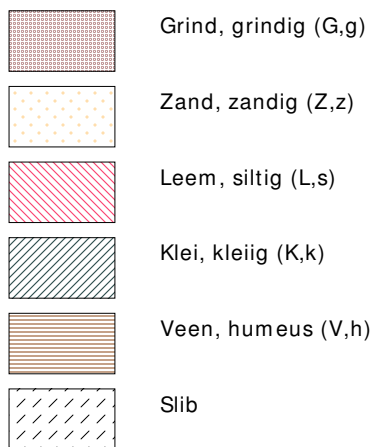 Grind, grindig (G,g)
Zand, zandig (Z,z)
Leem, siltig (L,s)
Klei, kleiig (K,k)
Veen, humeus (V,h)
Slib